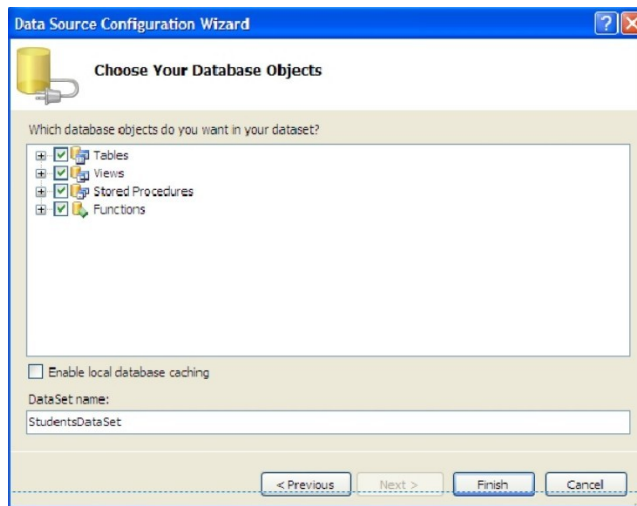 Data Source Configuration Wizard
Choose Your Database Objects
Which database objects do you want in your dataset?
Tables
Views
Stored Procedures
Functions
Enable local database caching
DataSet name:
StudentsDataSet
< Previous Next > Finish Cancel